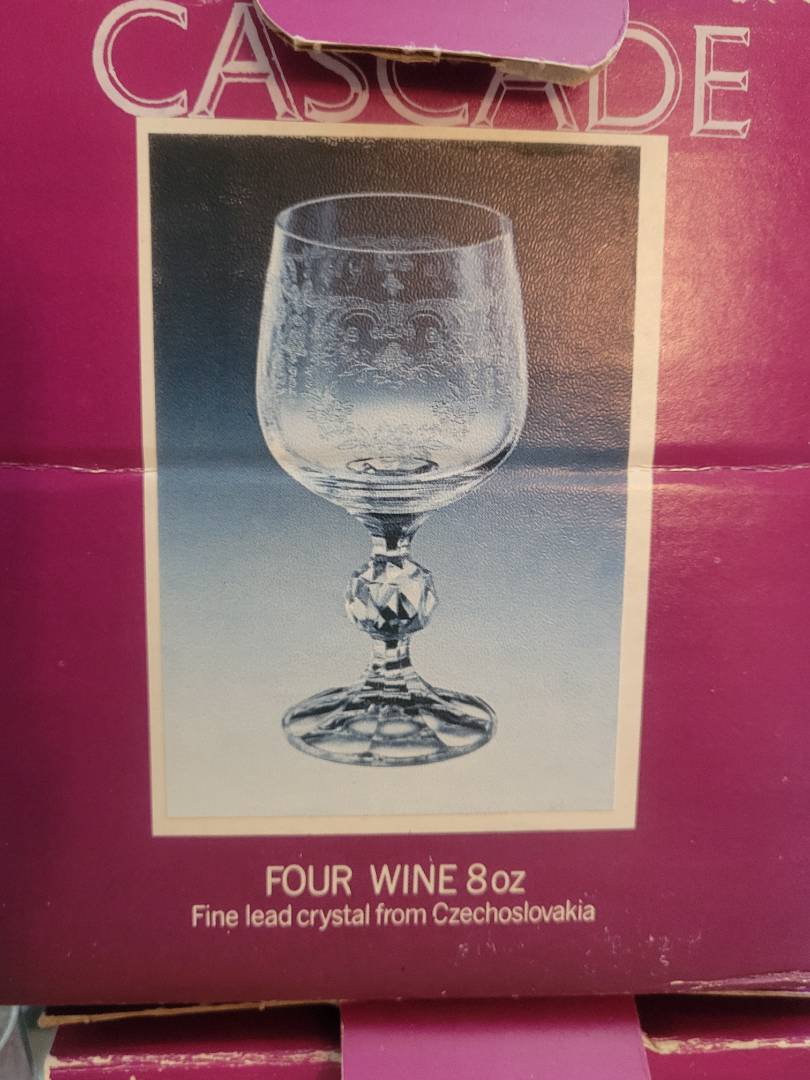 CASCADE
FOUR WINE 8oz
Fine lead crystal from Czechoslovakia